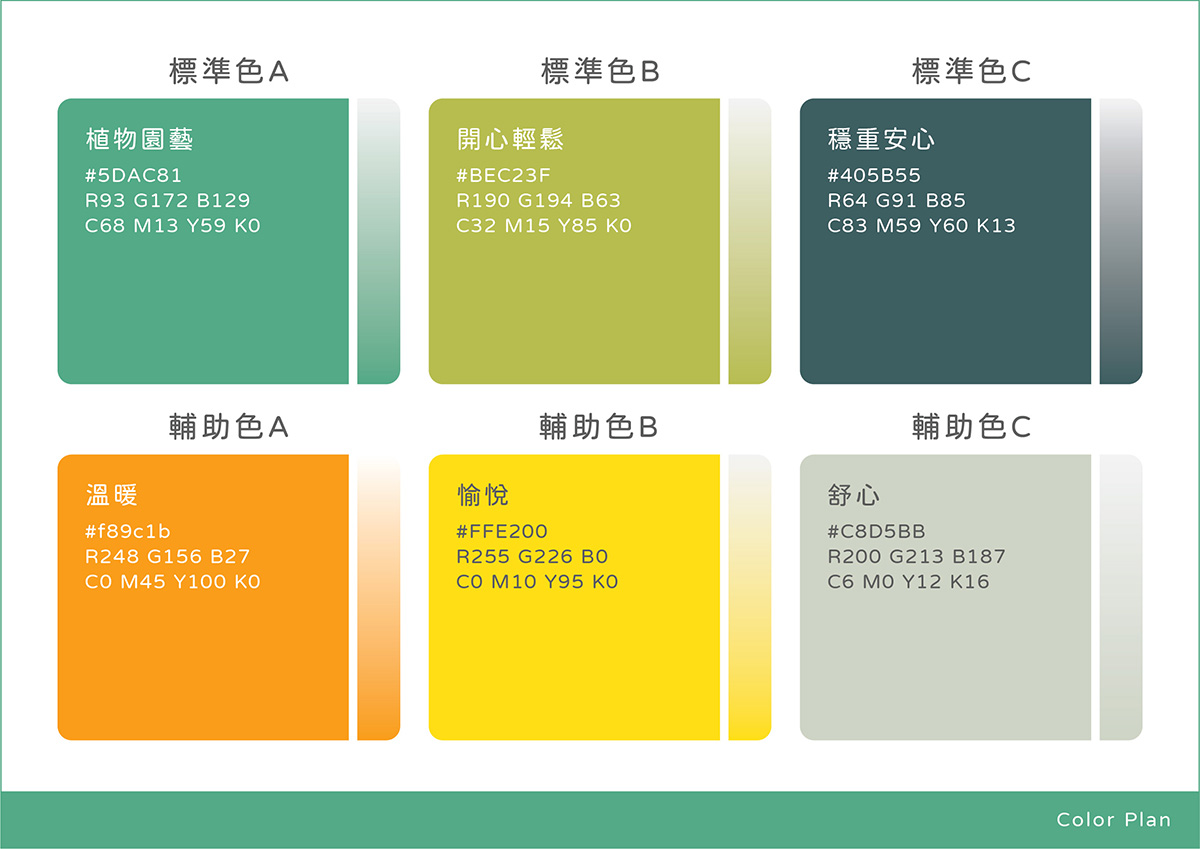 標準色A
植物園藝
#5DAC81
R93 G172 B129
C68 M13 Y59 K0
標準色B
開心輕鬆
#BEC23F
R190 G194 B63
C32 M15 Y85 K0
標準色C
穩重安心
#405B55
R64 G91 B85
C83 M59 Y60 K13
輔助色A
溫暖
#f89c1b
R248 G156 B27
C0 M45 Y100 K0
輔助色B
愉悅
#FFE200
R255 G226 B0
C0 M10 Y95 K0
輔助色C
舒心
#C8D5BB
R200 G213 B187
C6 M0 Y12 K16
Color Plan